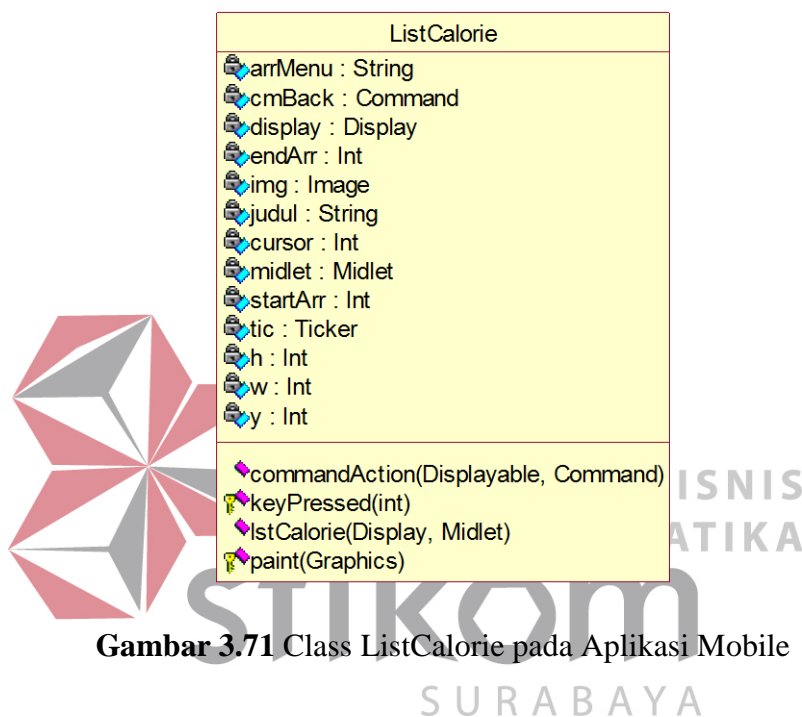 ListCalorie
arrMenu : String
cmBack : Command
display : Display
endArr : Int
img : Image
judul : String
cursor : Int
midlet : Midlet
startArr : Int
tic : Ticker
h : Int
w : Int
y : Int
commandAction(Displayable, Command)
keyPressed(int)
lstCalorie(Display, Midlet)
paint(Graphics)
ISNIS
ATIKA
stikom
Gambar 3.71 Class ListCalorie pada Aplikasi Mobile
SURABAYA